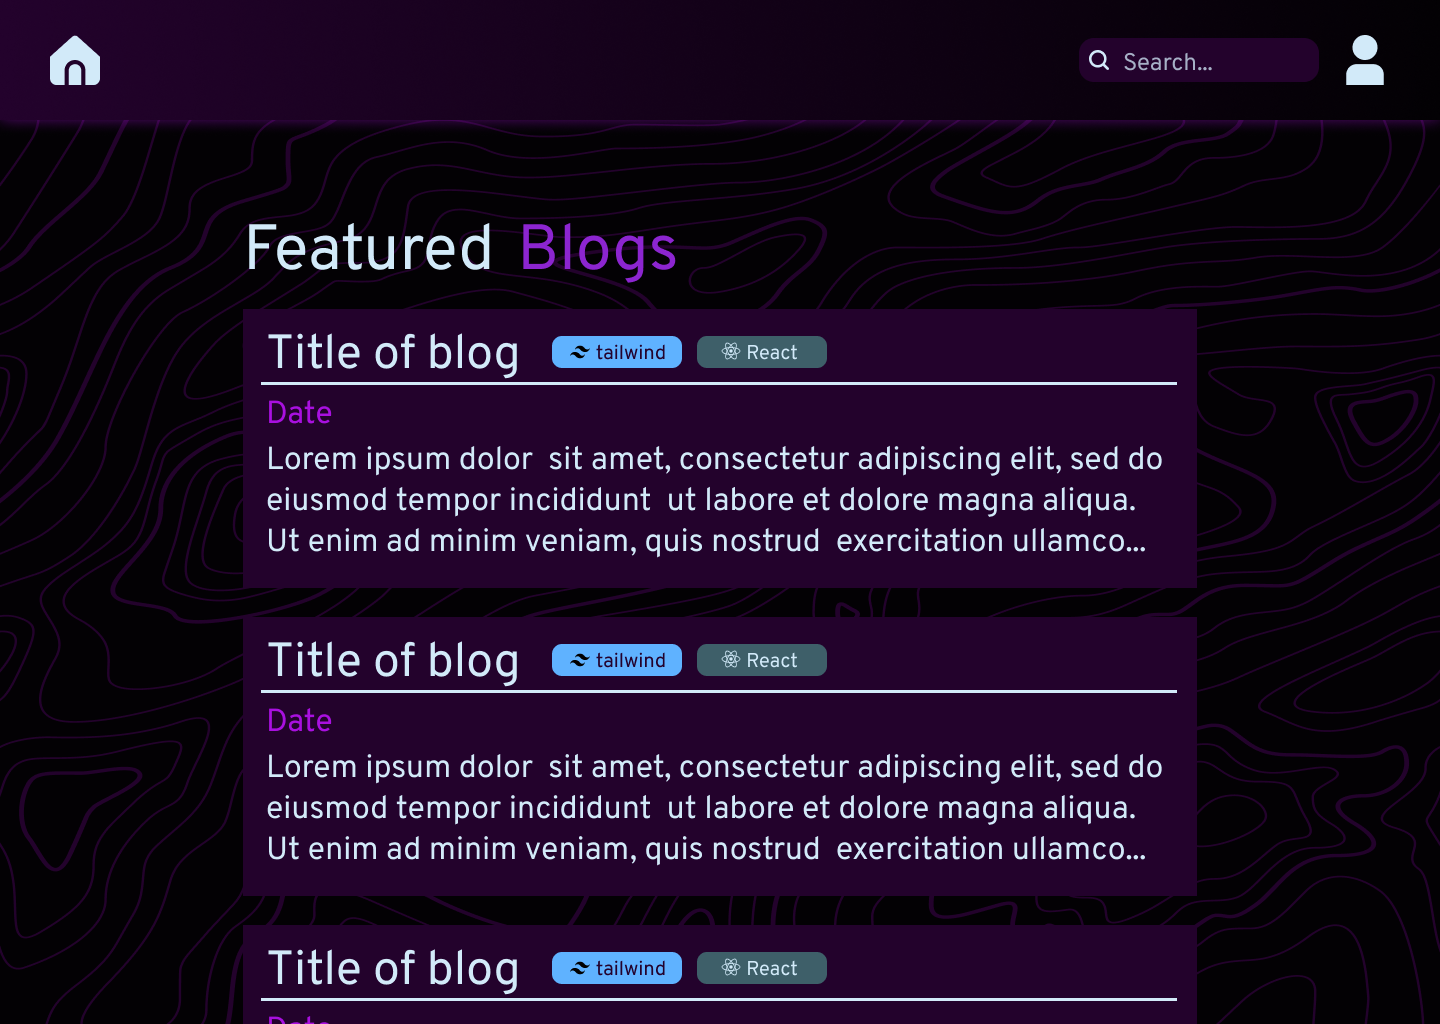 Search...
Featured Blogs
Title of blog tailwind React
Date
Lorem ipsum dolor sit amet, consectetur adipiscing elit, sed do
eiusmod tempor incididunt ut labore et dolore magna aliqua.
Ut enim ad minim veniam, quis nostrud exercitation ullamco...
Title of blog tailwind React
Date
Lorem ipsum dolor sit amet, consectetur adipiscing elit, sed do
eiusmod tempor incididunt ut labore et dolore magna aliqua.
Ut enim ad minim veniam, quis nostrud exercitation ullamco...
Title of blog tailwind React
Date